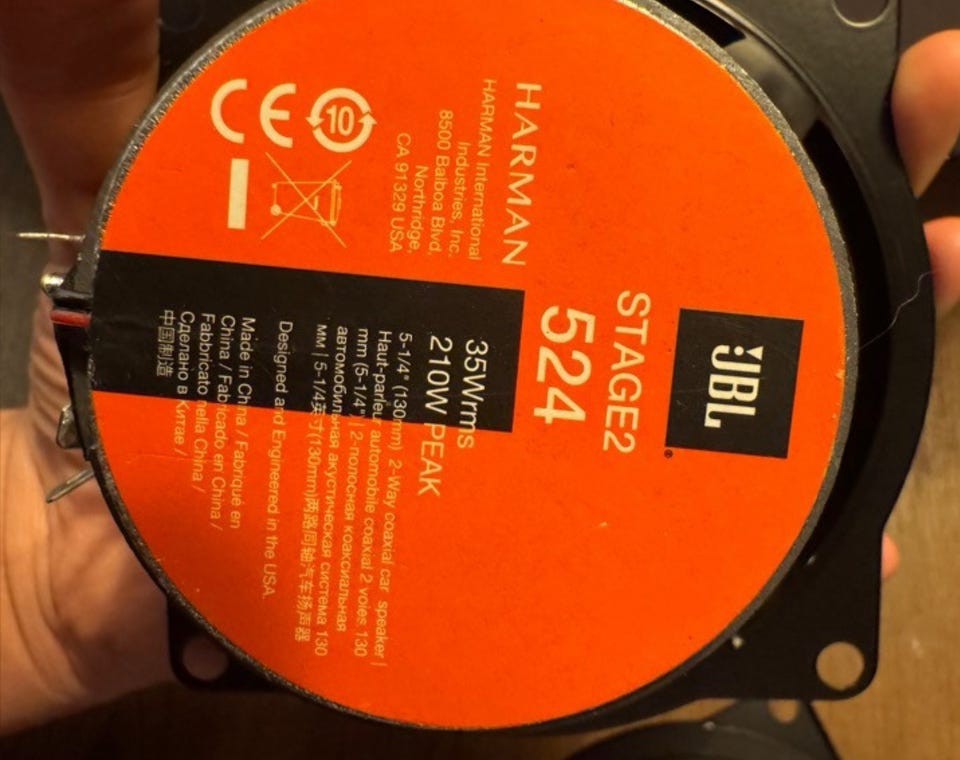 JBL
®
STAGE2
524
HARMAN
HARMAN International
Industries, Inc.
8500 Balboa Blvd,
Northridge,
CA 91329 USA
10
CE
35Wrms
210W PEAK
5-1/4" (130mm) 2-Way coaxial car speaker |
Haut-parleur automobile coaxial 2 voies 130
mm (5-1/4") | 2-полосная коаксиальная
автомобильная акустическая система 130
мм | 5-1/4英寸(130mm)两路同轴汽车扬声器
Designed and Engineered in the USA
Made in China / Fabriqué en
China / Fabricado en China /
Fabbricato nella China /
Сделано в Китае /
中国制造